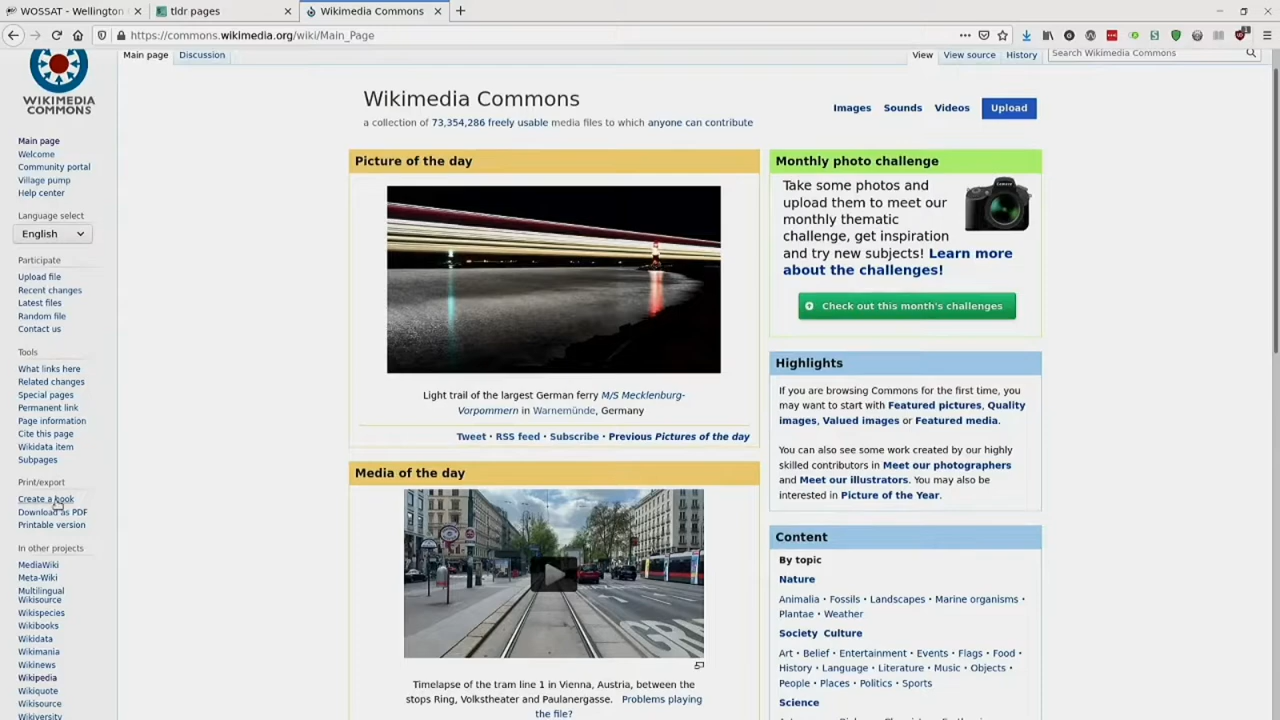 WOSSAT - Wellington
tldr pages
Wikimedia Commons
https://commons.wikimedia.org/wiki/Main_Page
WIKIMEDIA
COMMONS
Main page
Welcome
Community portal
Village pump
Help center
Language select
English
Participate
Upload file
Recent changes
Latest files
Random file
Contact us
Tools
What links here
Related changes
Special pages
Permanent link
Page information
Cite this page
Wikidata item
Subpages
Print/export
Create a book
Download as PDF
Printable version
In other projects
MediaWiki
Meta-Wiki
Multilingual
Wikisource
Wikispecies
Wikibooks
Wikidata
Wikimania
Wikinews
Wikipedia
Wikiquote
Wikisource
Wikiversity
Main page Discussion
View View source History
Search Wikimedia Commons
Wikimedia Commons
a collection of 73,354,286 freely usable media files to which anyone can contribute
Images Sounds Videos Upload
Picture of the day
Light trail of the largest German ferry M/S Mecklenburg-
Vorpommern in Warnemünde, Germany
Tweet · RSS feed · Subscribe · Previous Pictures of the day
Media of the day
Timelapse of the tram line 1 in Vienna, Austria, between the
stops Ring, Volkstheater and Paulanergasse. Problems playing
the file?
Monthly photo challenge
Take some photos and
upload them to meet our
monthly thematic
challenge, get inspiration
and try new subjects! Learn more
about the challenges!
Check out this month's challenges
Highlights
If you are browsing Commons for the first time, you
may want to start with Featured pictures, Quality
images, Valued images or Featured media.
You can also see some work created by our highly
skilled contributors in Meet our photographers
and Meet our illustrators. You may also be
interested in Picture of the Year.
Content
By topic
Nature
Animalia · Fossils · Landscapes · Marine organisms ·
Plantae · Weather
Society Culture
Art · Belief · Entertainment · Events · Flags · Food ·
History · Language · Literature · Music · Objects ·
People · Places · Politics · Sports
Science